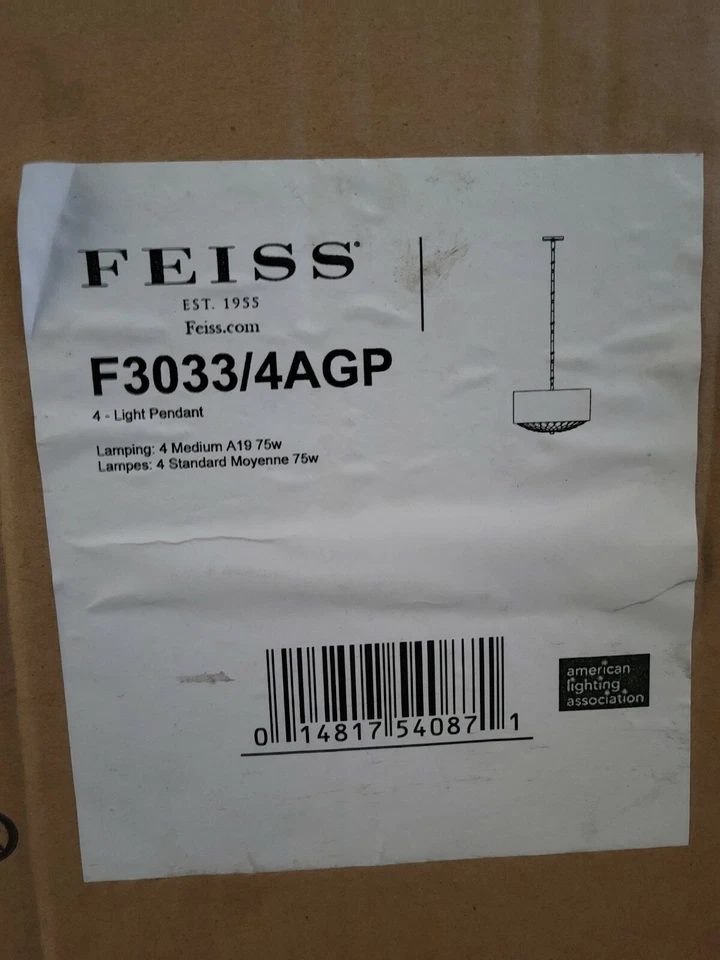 FEISS®
EST. 1955
Feiss.com
F3033/4AGP
4 - Light Pendant
Lamping: 4 Medium A19 75w
Lampes: 4 Standard Moyenne 75w
0 14817 54087 1
american
lighting
association